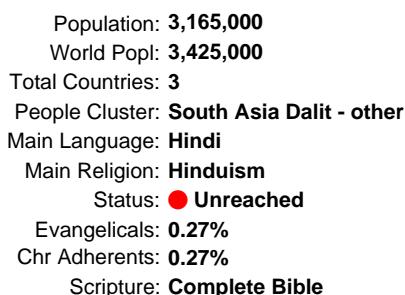 Population: 3,165,000
World Popl: 3,425,000
Total Countries: 3
People Cluster: South Asia Dalit - other
Main Language: Hindi
Main Religion: Hinduism
Status: Unreached
Evangelicals: 0.27%
Chr Adherents: 0.27%
Scripture: Complete Bible